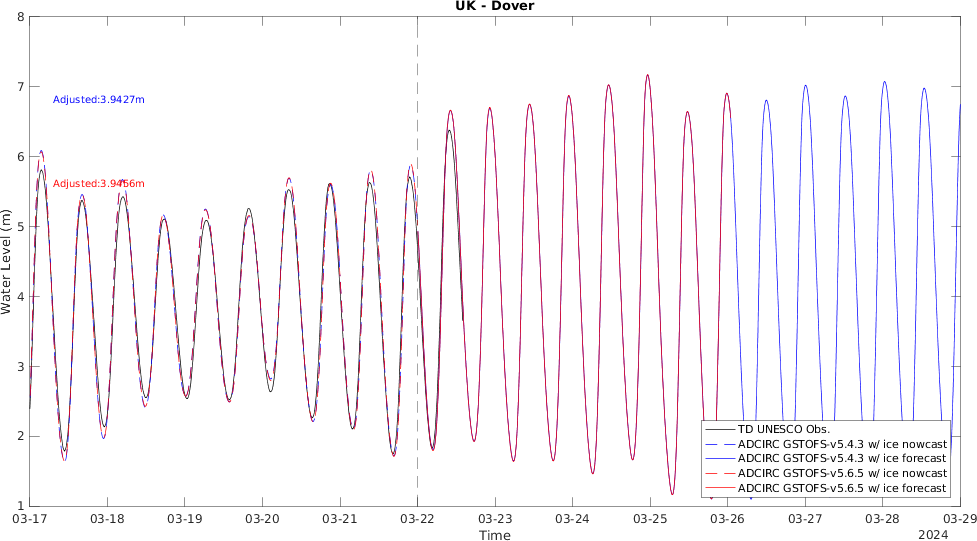 UK - Dover
8
7
6
5
4
3
2
1
Water Level (m)
Adjusted:3.9427m
Adjusted:3.9456m
TD UNESCO Obs.
ADCIRC GSTOFS-v5.4.3 w/ ice nowcast
ADCIRC GSTOFS-v5.4.3 w/ ice forecast
ADCIRC GSTOFS-v5.6.5 w/ ice nowcast
ADCIRC GSTOFS-v5.6.5 w/ ice forecast
03-17 03-18 03-19 03-20 03-21 03-22 03-23 03-24 03-25 03-26 03-27 03-28 03-29
Time
2024